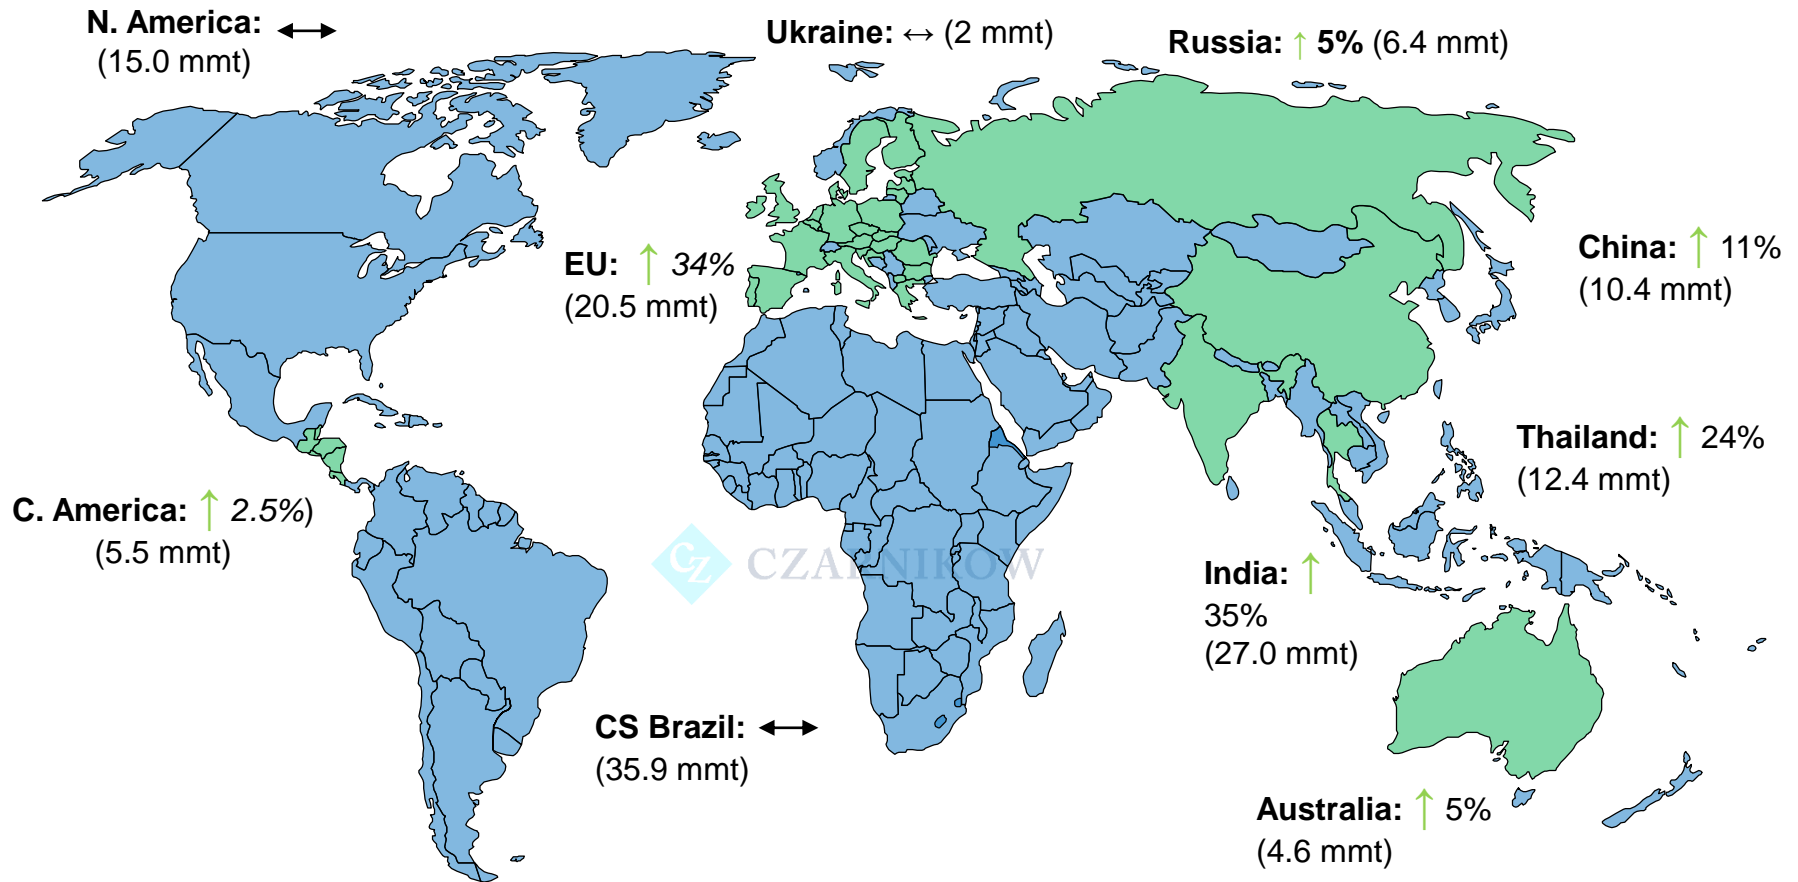 N. America: ↔
(15.0 mmt)
Ukraine: ↔ (2 mmt)
Russia: ↑ 5% (6.4 mmt)
EU: ↑ 34%
(20.5 mmt)
China: ↑ 11%
(10.4 mmt)
Thailand: ↑ 24%
(12.4 mmt)
C. America: ↑ 2.5%)
(5.5 mmt)
CZ CZARNIKOW
India: ↑
35%
(27.0 mmt)
CS Brazil: ↔
(35.9 mmt)
Australia: ↑ 5%
(4.6 mmt)